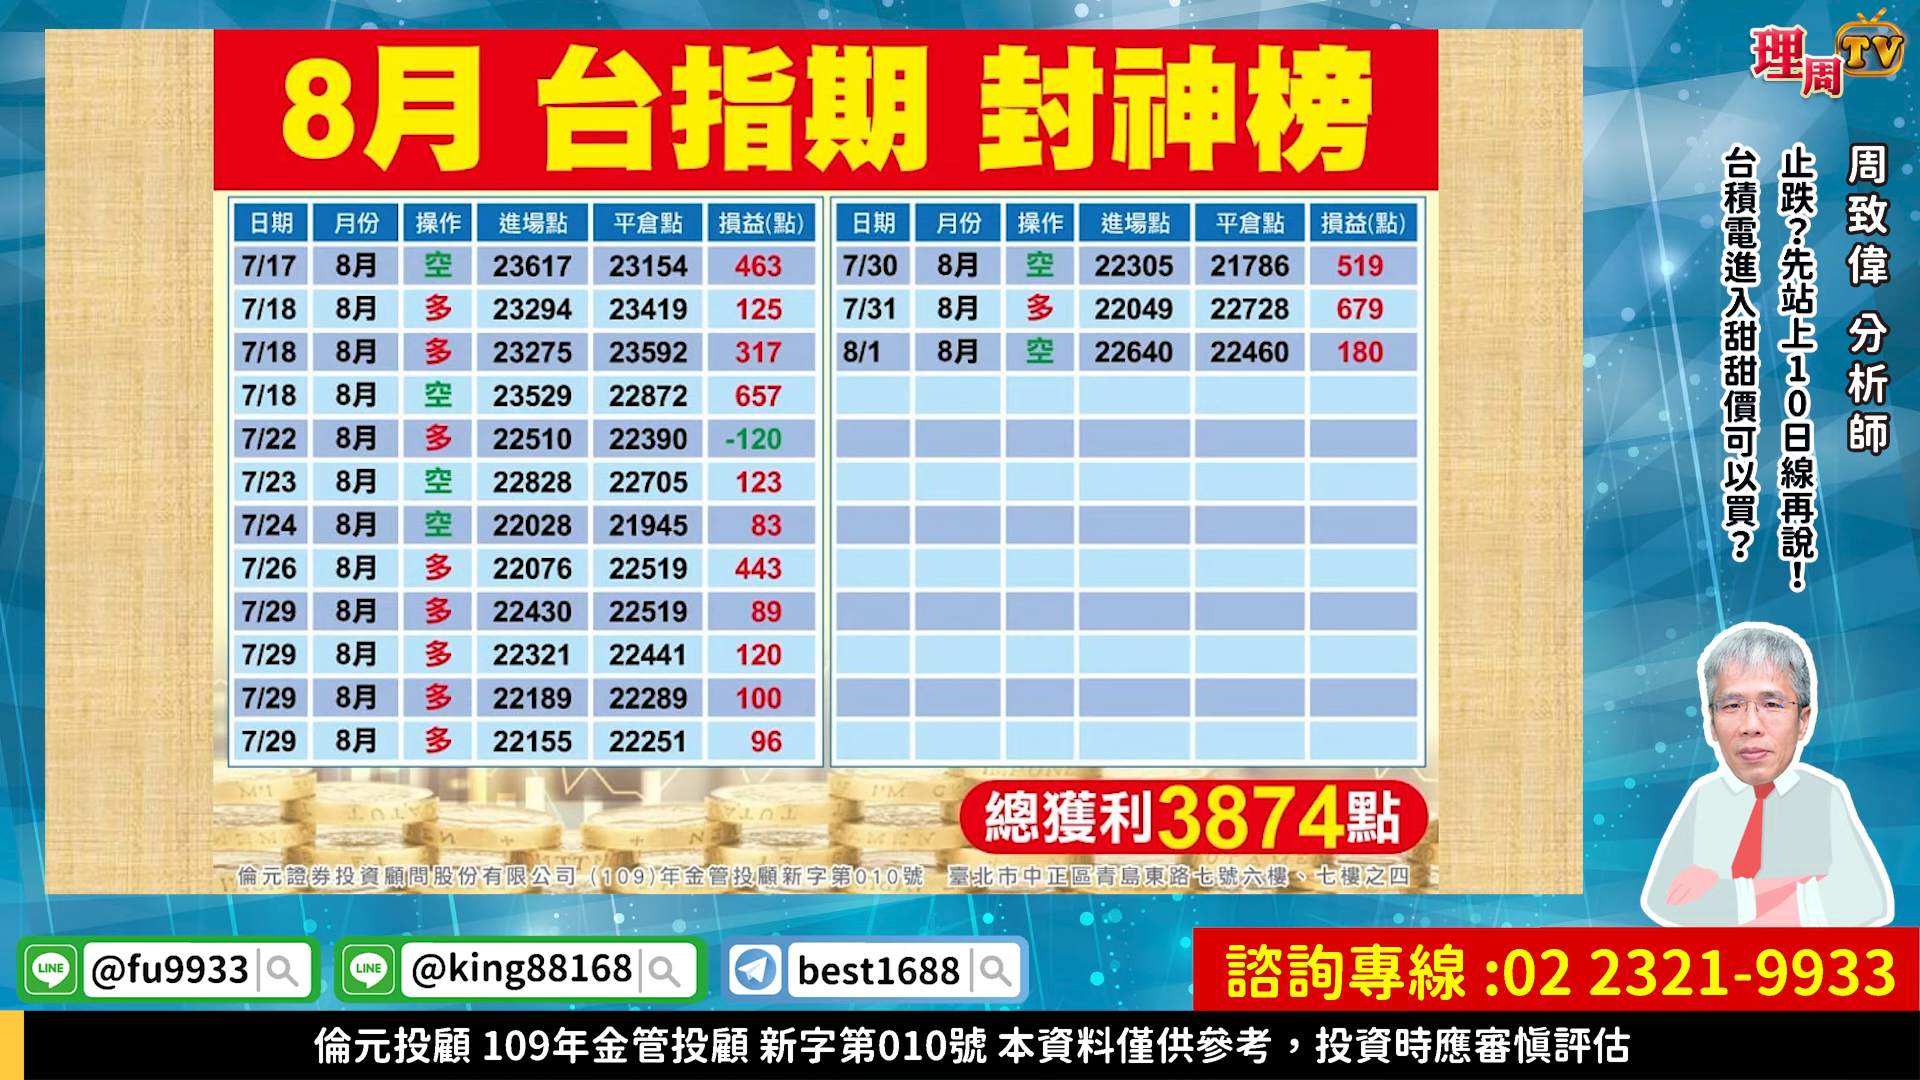 8月 台指期 封神榜
日期 月份 操作 進場點 平倉點 損益(點)
7/17 8月 空 23617 23154 463
7/18 8月 多 23294 23419 125
7/18 8月 多 23275 23592 317
7/18 8月 空 23529 22872 657
7/22 8月 多 22510 22390 -120
7/23 8月 空 22828 22705 123
7/24 8月 空 22028 21945 83
7/26 8月 多 22076 22519 443
7/29 8月 多 22430 22519 89
7/29 8月 多 22321 22441 120
7/29 8月 多 22189 22289 100
7/29 8月 多 22155 22251 96
日期 月份 操作 進場點 平倉點 損益(點)
7/30 8月 空 22305 21786 519
7/31 8月 多 22049 22728 679
8/1 8月 空 22640 22460 180
總獲利3874點
倫元證券投資顧問股份有限公司 (109)年金管投顧新字第010號 臺北市中正區青島東路七號六樓、七樓之四
理周TV
周致偉 分析師
止跌?先站上10日線再說!
台積電進入甜甜價可以買?
LINE @fu9933
LINE @king88168
best1688
諮詢專線:02 2321-9933
倫元投顧 109年金管投顧 新字第010號 本資料僅供參考，投資時應審慎評估